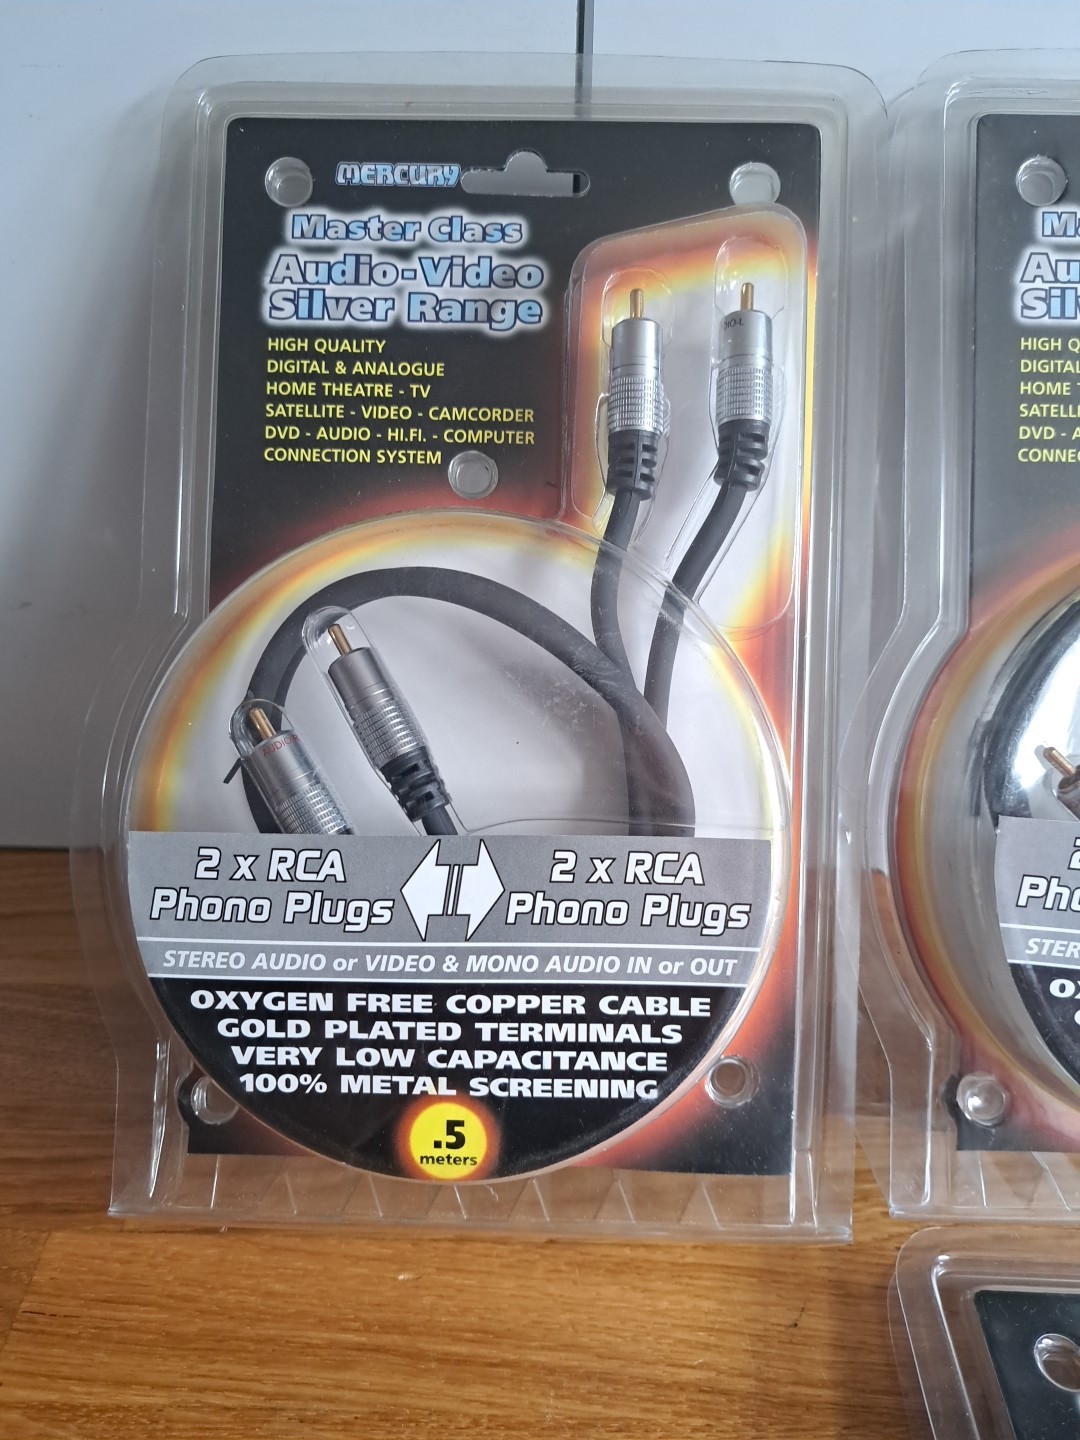 MERCURY
Master Class
Audio-Video
Silver Range
HIGH QUALITY
DIGITAL & ANALOGUE
HOME THEATRE - TV
SATELLITE - VIDEO - CAMCORDER
DVD - AUDIO - HI.FI. - COMPUTER
CONNECTION SYSTEM
2 x RCA
Phono Plugs
2 x RCA
Phono Plugs
STEREO AUDIO or VIDEO & MONO AUDIO IN or OUT
OXYGEN FREE COPPER CABLE
GOLD PLATED TERMINALS
VERY LOW CAPACITANCE
100% METAL SCREENING
.5
meters
HIGH
HOME